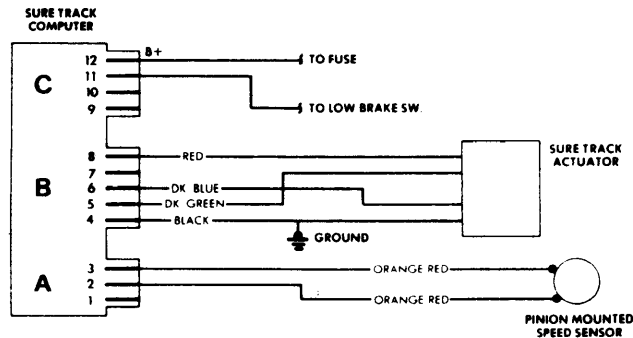 SURE TRACK
COMPUTER
C
12 B+ TO FUSE
11
10
9 TO LOW BRAKE SW.
B
8 RED
7
6 DK BLUE
5 DK GREEN
4 BLACK
GROUND
SURE TRACK
ACTUATOR
A
3 ORANGE RED
2
1 ORANGE RED
PINION MOUNTED
SPEED SENSOR